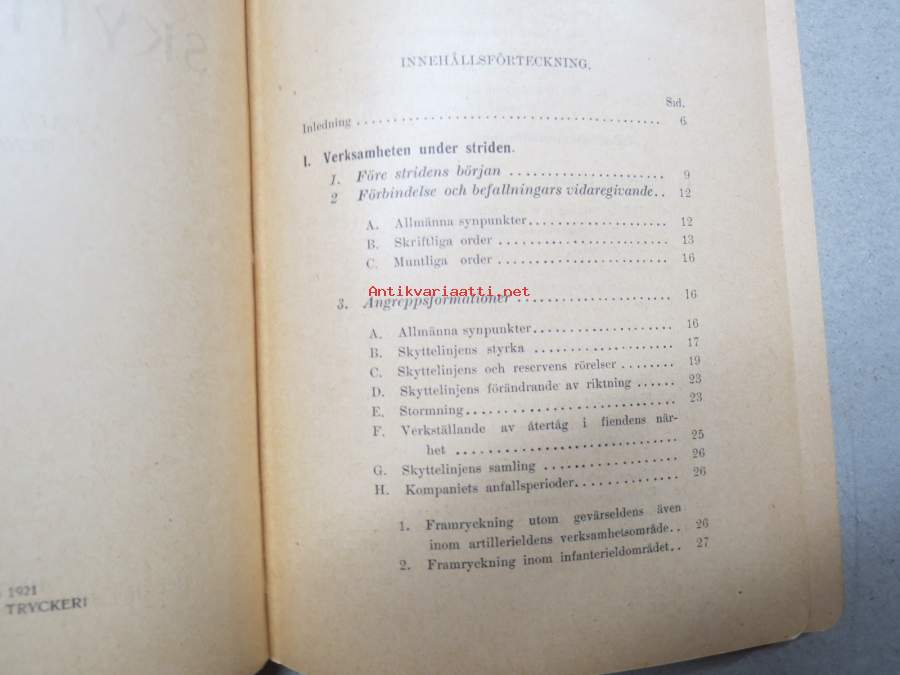 1921
TRYCKERI
INNEHÅLLSFÖRTECKNING.
Sid.
Inledning ........................................ 6
I. Verksamheten under striden.
1. Före stridens början ...................... 9
2 Förbindelse och befallningars vidaregivande.. 12
A. Allmänna synpunkter.................... 12
B. Skriftliga order ........................ 13
C. Muntliga order ........................ 16
Antikvariaatti.net
3. Angreppsformationer ...................... 16
A. Allmänna synpunkter.................... 16
B. Skyttelinjens styrka .................... 17
C. Skyttelinjens och reservens rörelser ........ 19
D. Skyttelinjens förändrande av riktning ...... 23
E. Stormning.............................. 23
F. Verkställande av återtåg i fiendens när-
het ................................ 25
G. Skyttelinjens samling .................. 26
H. Kompaniets anfallsperioder.............. 26
1. Framryckning utom gevärseldens även
inom artillerieldens verksamhetsområde.. 26
2. Framryckning inom infanterieldområdet.. 27